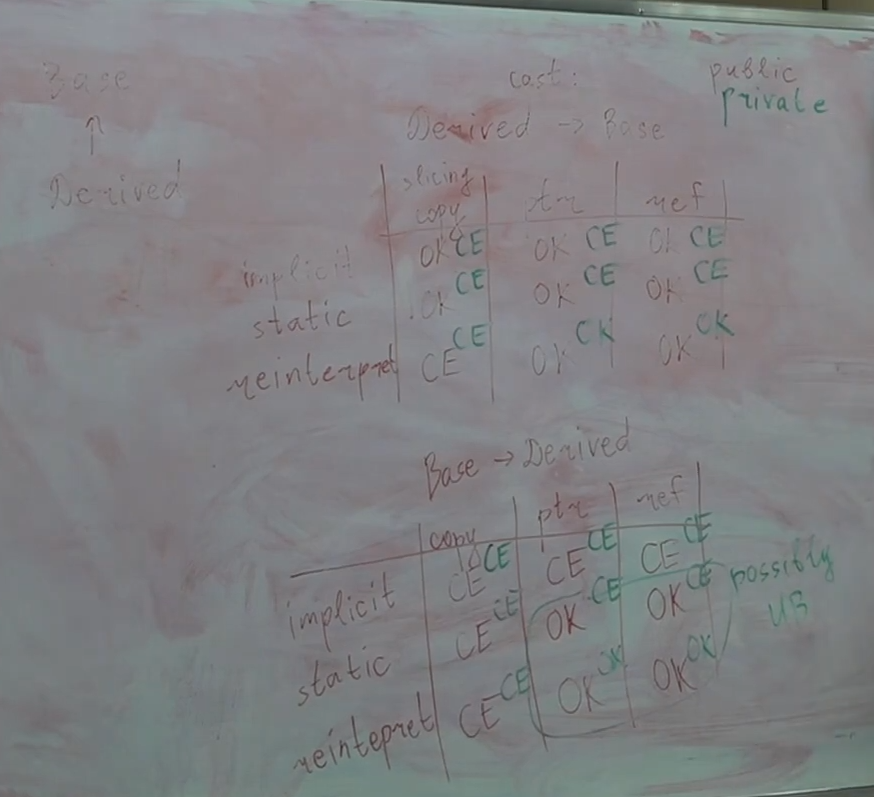 Base
↑
Derived
cast:
public
private
Derived → Base
slicing copy ptr ref
implicit OK CE OK CE OK CE
static OK CE OK CE OK CE
reinterpret CE CE OK OK OK OK
Base → Derived
copy ptr ref
implicit CE CE CE CE CE CE
static CE CE OK CE OK CE
reintepret CE CE OK OK OK OK
possibly
UB